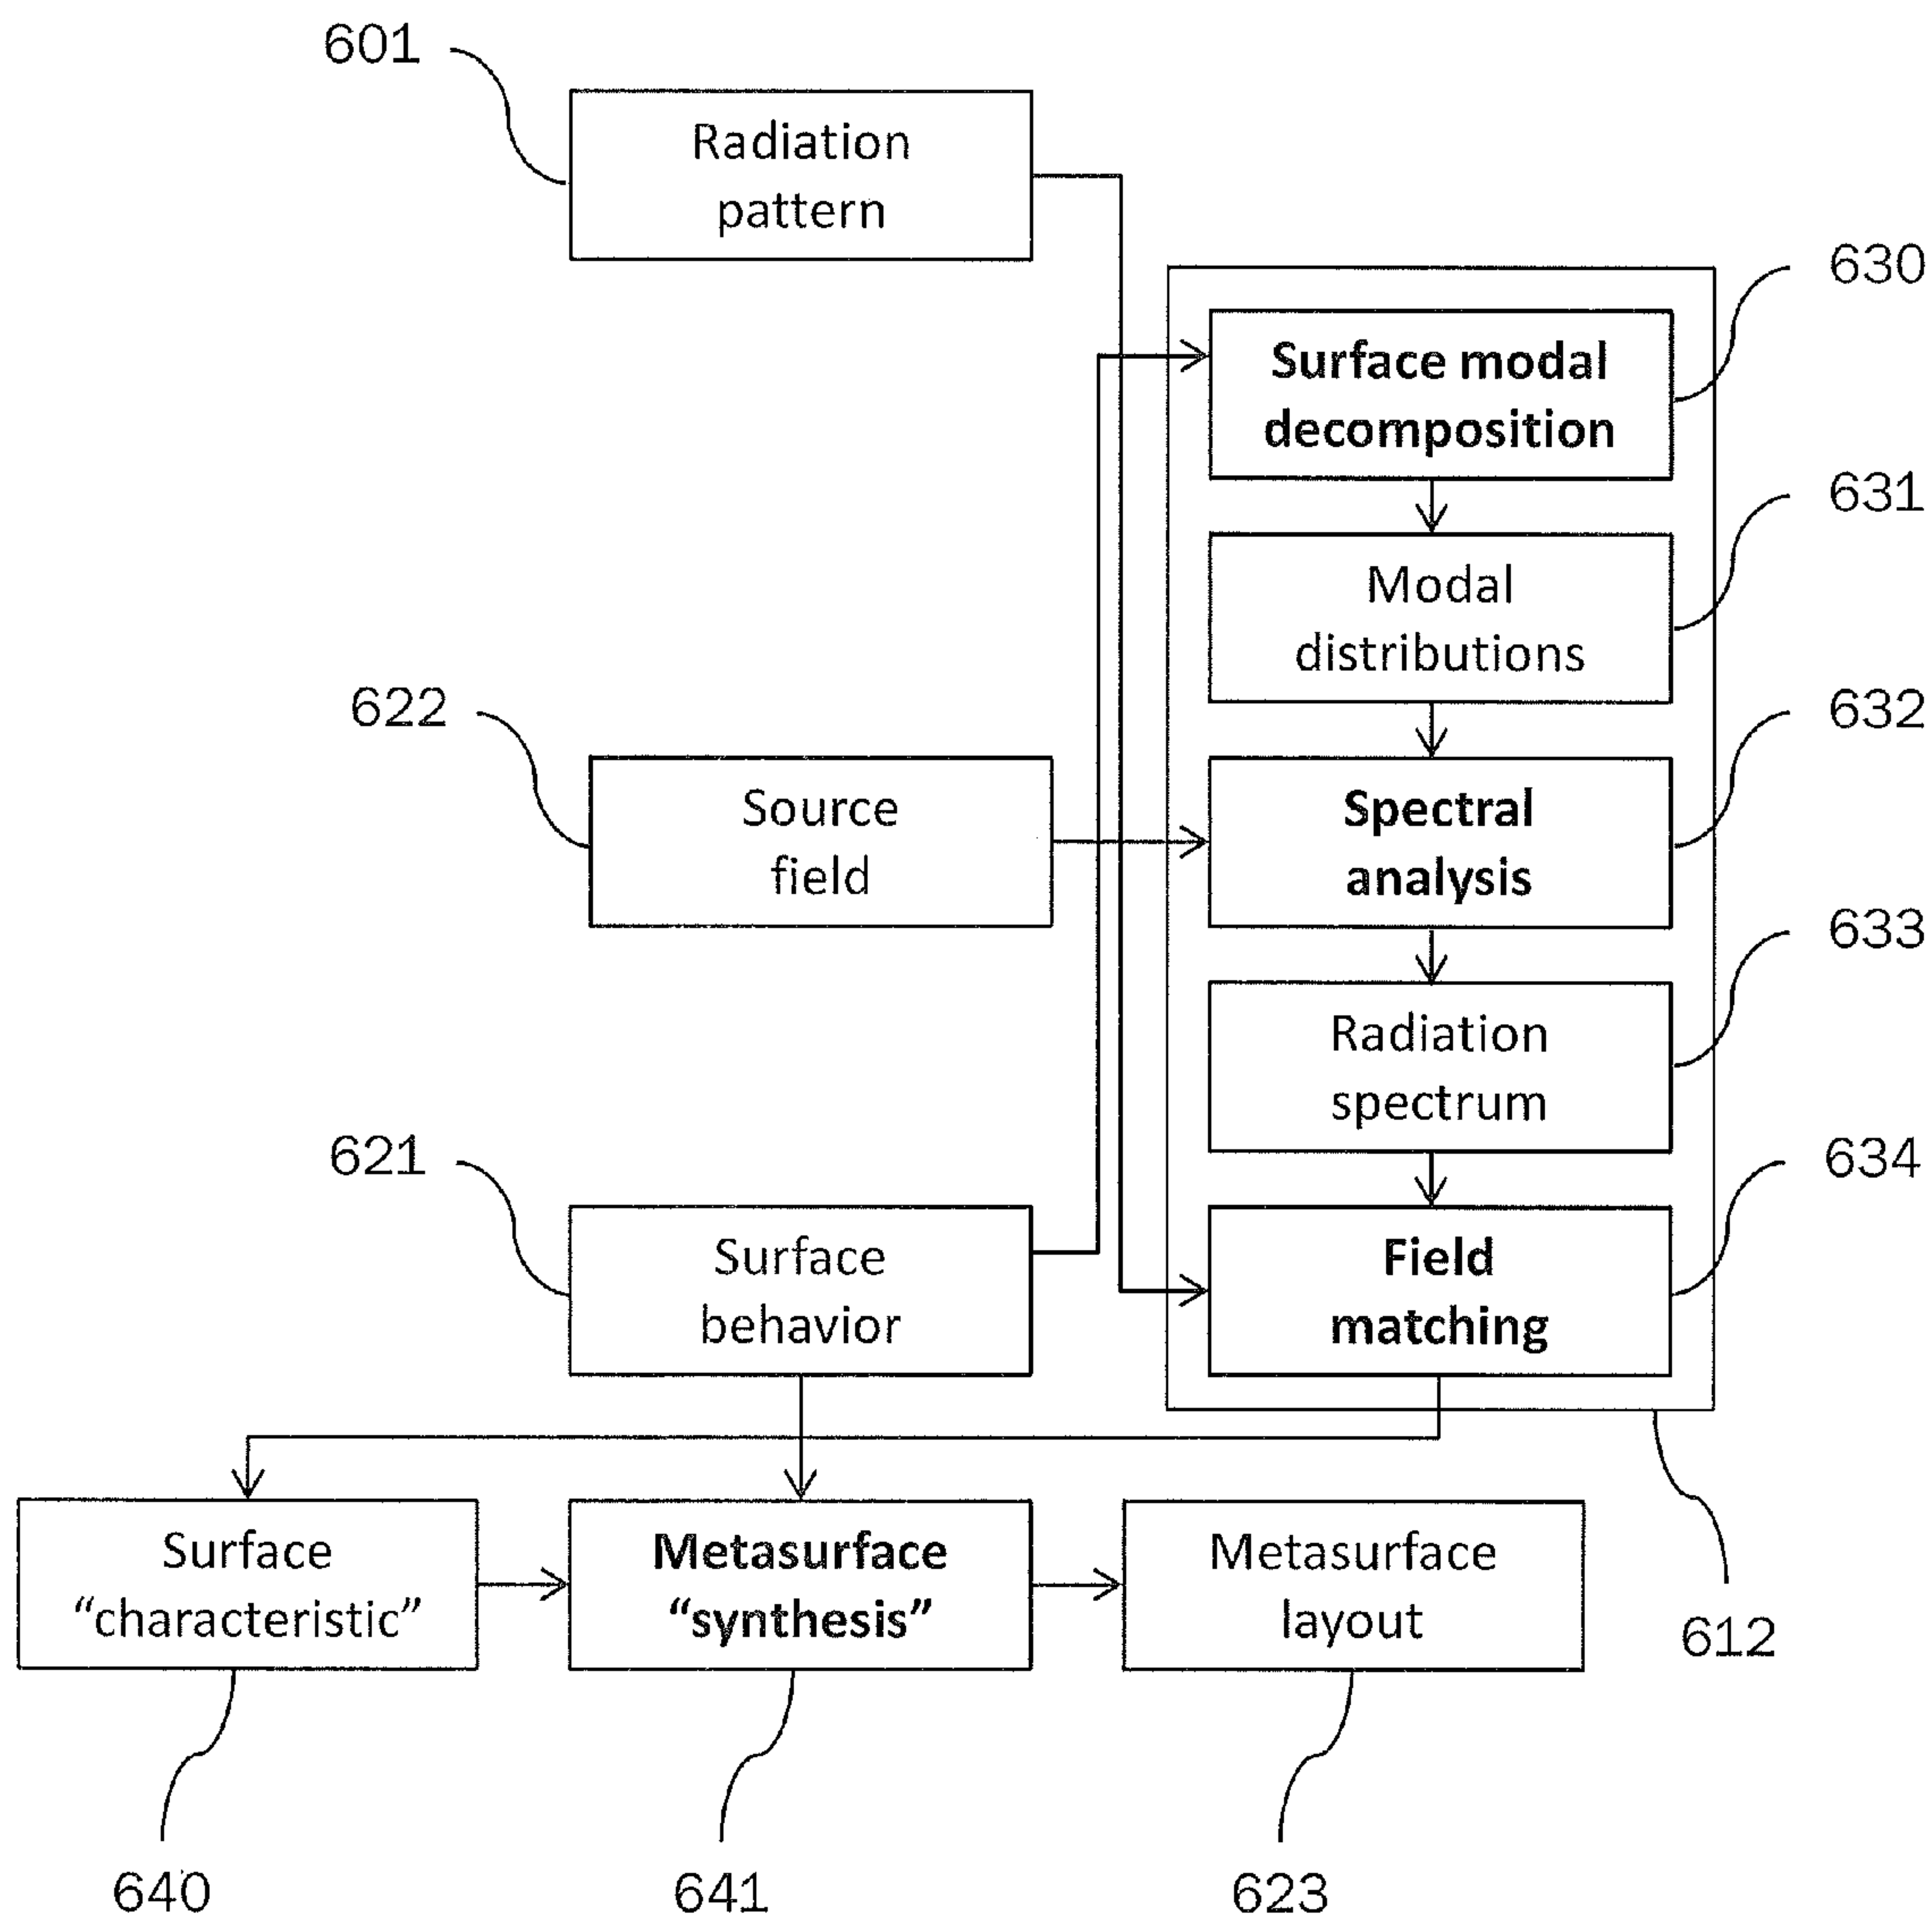 601
Radiation
pattern
630
Surface modal
decomposition
631
Modal
distributions
622
632
Source
field
Spectral
analysis
633
Radiation
spectrum
621
634
Surface
behavior
Field
matching
Surface
“characteristic”
Metasurface
“synthesis”
Metasurface
layout
612
640
641
623